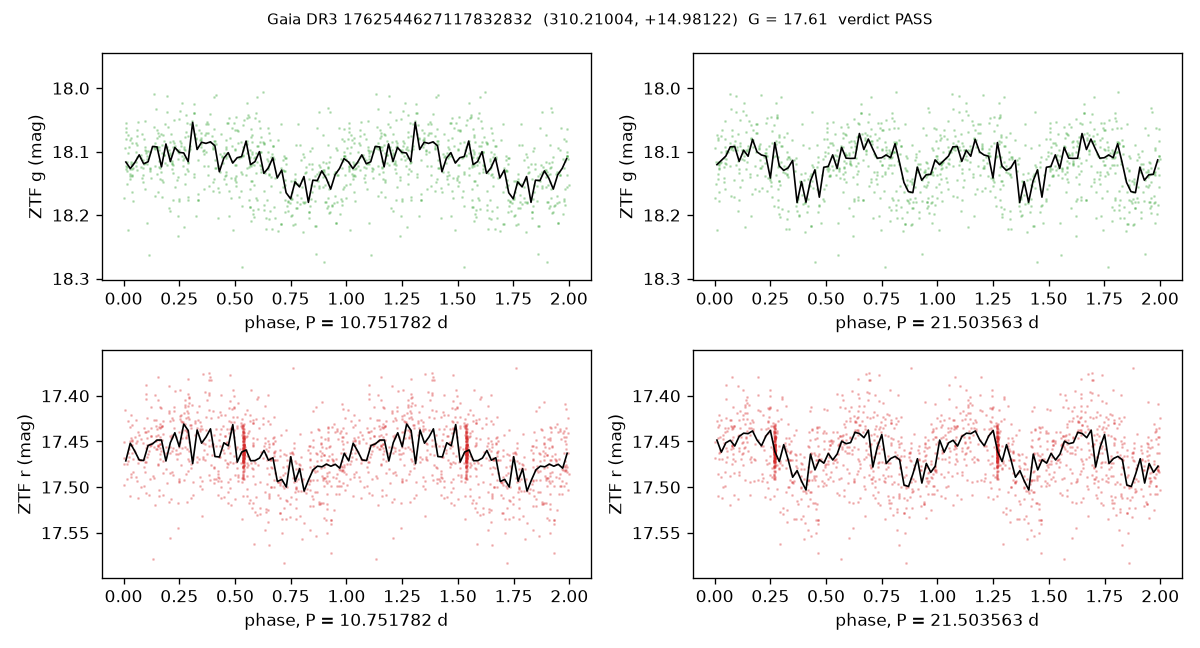 Gaia DR3 1762544627117832832 (310.21004, +14.98122) G = 17.61 verdict PASS
ZTF g (mag)
18.0
18.1
18.2
18.3
0.00 0.25 0.50 0.75 1.00 1.25 1.50 1.75 2.00
phase, P = 10.751782 d
ZTF g (mag)
18.0
18.1
18.2
18.3
0.00 0.25 0.50 0.75 1.00 1.25 1.50 1.75 2.00
phase, P = 21.503563 d
ZTF r (mag)
17.40
17.45
17.50
17.55
0.00 0.25 0.50 0.75 1.00 1.25 1.50 1.75 2.00
phase, P = 10.751782 d
ZTF r (mag)
17.40
17.45
17.50
17.55
0.00 0.25 0.50 0.75 1.00 1.25 1.50 1.75 2.00
phase, P = 21.503563 d